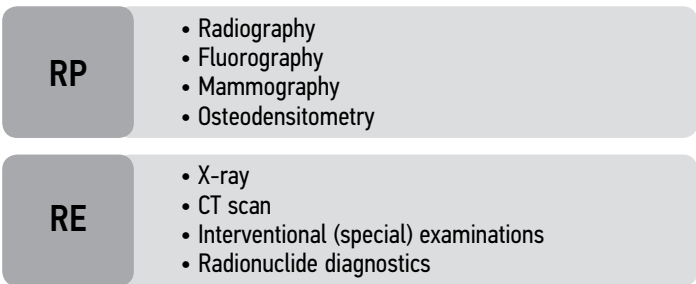 RP
• Radiography
• Fluorography
• Mammography
• Osteodensitometry
RE
• X-ray
• CT scan
• Interventional (special) examinations
• Radionuclide diagnostics